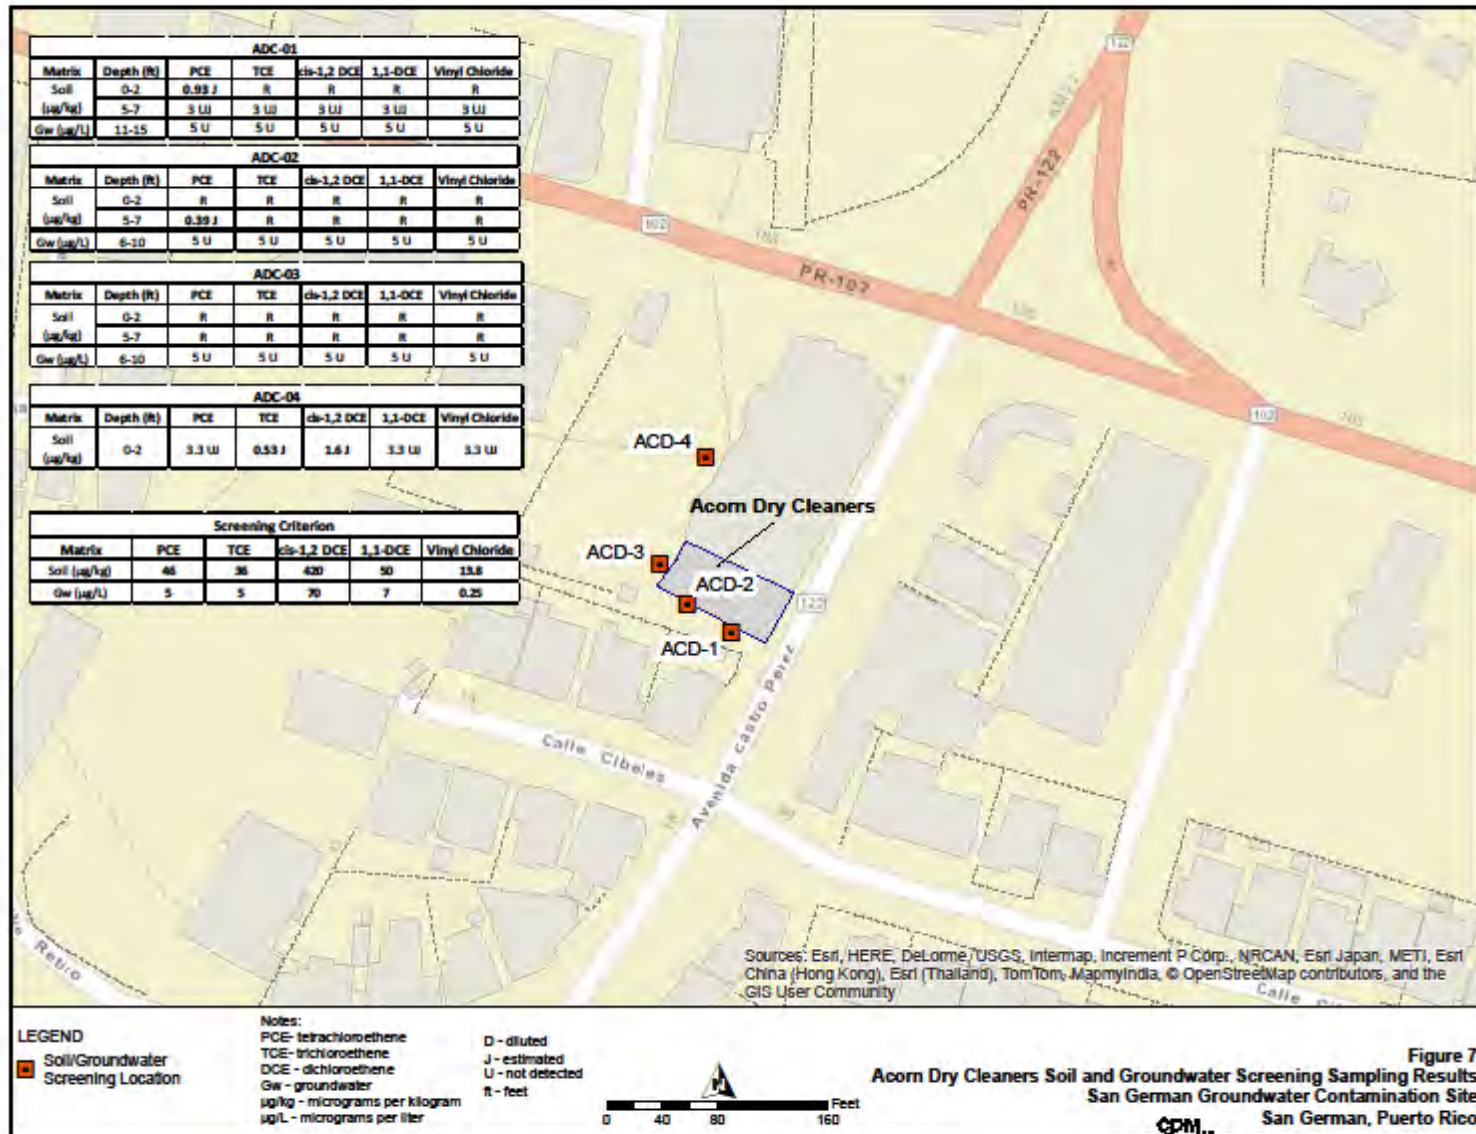 ADC-01
Matrix Depth (ft) PCE TCE cis-1,2 DCE 1,1-DCE Vinyl Chloride
Soil (µg/kg) 0-2 0.93 J R R R R
5-7 3 UJ 3 UJ 3 UJ 3 UJ 3 UJ
Gw (µg/L) 11-15 5 U 5 U 5 U 5 U 5 U
ADC-02
Matrix Depth (ft) PCE TCE cis-1,2 DCE 1,1-DCE Vinyl Chloride
Soil (µg/kg) 0-2 R R R R R
5-7 0.39 J R R R R
Gw (µg/L) 6-10 5 U 5 U 5 U 5 U 5 U
ADC-03
Matrix Depth (ft) PCE TCE cis-1,2 DCE 1,1-DCE Vinyl Chloride
Soil (µg/kg) 0-2 R R R R R
5-7 R R R R R
Gw (µg/L) 6-10 5 U 5 U 5 U 5 U 5 U
ADC-04
Matrix Depth (ft) PCE TCE cis-1,2 DCE 1,1-DCE Vinyl Chloride
Soil (µg/kg) 0-2 3.3 UJ 0.53 J 1.6 J 3.3 UJ 3.3 UJ
Screening Criterion
Matrix PCE TCE cis-1,2 DCE 1,1-DCE Vinyl Chloride
Soil (µg/kg) 46 36 420 50 13.8
Gw (µg/L) 5 5 70 7 0.25
122
PR-122
102
PR-102
102
ACD-4
Acorn Dry Cleaners
ACD-3
ACD-2
122
ACD-1
Calle Cibeles
Avenida castro Perez
Retiro
Sources: Esri, HERE, DeLorme, USGS, Intermap, increment P Corp., NRCAN, Esri Japan, METI, Esri
China (Hong Kong), Esri (Thailand), TomTom, MapmyIndia, © OpenStreetMap contributors, and the
GIS User Community
Calle
LEGEND
Soil/Groundwater
Screening Location
Notes:
PCE- tetrachloroethene
TCE- trichloroethene
DCE - dichloroethene
Gw - groundwater
µg/kg - micrograms per kilogram
µg/L - micrograms per liter
D - diluted
J - estimated
U - not detected
ft - feet
N
Feet
0 40 80 160
Figure 7
Acorn Dry Cleaners Soil and Groundwater Screening Sampling Results
San German Groundwater Contamination Site
San German, Puerto Rico
CDM